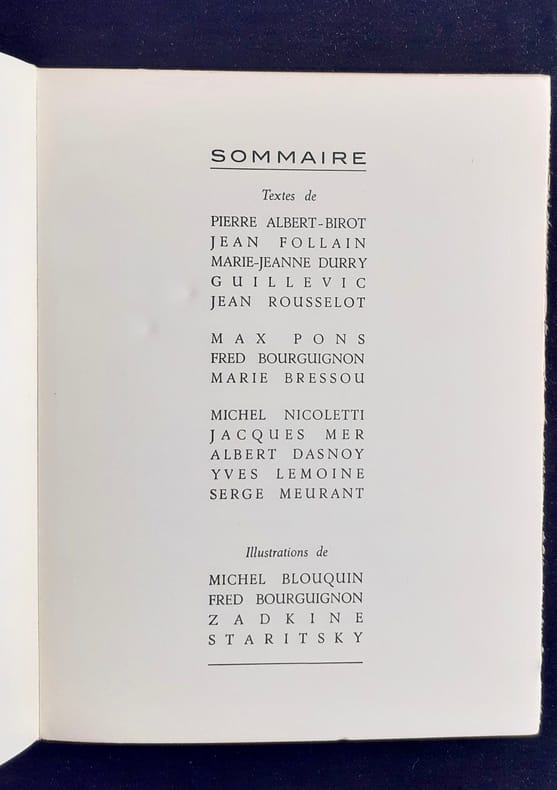 SOMMAIRE
Textes de
PIERRE ALBERT-BIROT
JEAN FOLLAIN
MARIE-JEANNE DURRY
GUILLEVIC
JEAN ROUSSELOT
MAX PONS
FRED BOURGUIGNON
MARIE BRESSOU
MICHEL NICOLETTI
JACQUES MER
ALBERT DASNOY
YVES LEMOINE
SERGE MEURANT
Illustrations de
MICHEL BLOUQUIN
FRED BOURGUIGNON
ZADKINE
STARITSKY